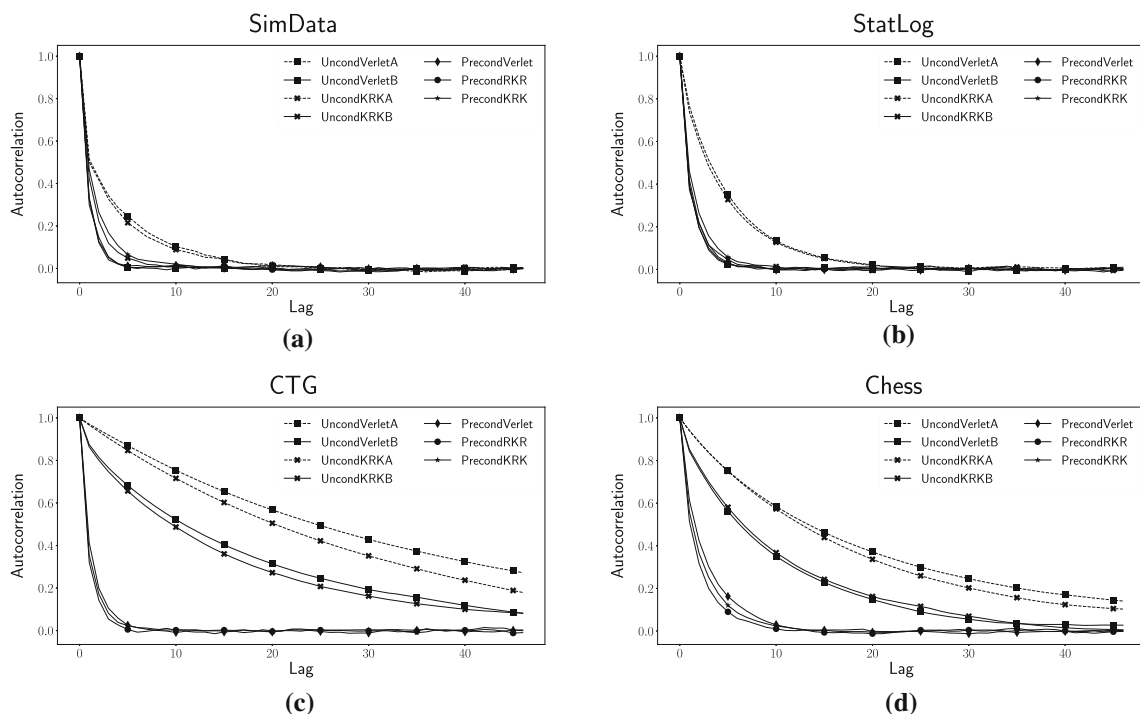 SimData
1.0
0.8
0.6
0.4
0.2
0.0
Autocorrelation
UncondVerletA
UncondVerletB
UncondKRKA
UncondKRKB
PrecondVerlet
PrecondRKR
PrecondKRK
0 10 20 30 40
Lag
(a)
StatLog
1.0
0.8
0.6
0.4
0.2
0.0
Autocorrelation
UncondVerletA
UncondVerletB
UncondKRKA
UncondKRKB
PrecondVerlet
PrecondRKR
PrecondKRK
0 10 20 30 40
Lag
(b)
CTG
1.0
0.8
0.6
0.4
0.2
0.0
Autocorrelation
UncondVerletA
UncondVerletB
UncondKRKA
UncondKRKB
PrecondVerlet
PrecondRKR
PrecondKRK
0 10 20 30 40
Lag
(c)
Chess
1.0
0.8
0.6
0.4
0.2
0.0
Autocorrelation
UncondVerletA
UncondVerletB
UncondKRKA
UncondKRKB
PrecondVerlet
PrecondRKR
PrecondKRK
0 10 20 30 40
Lag
(d)